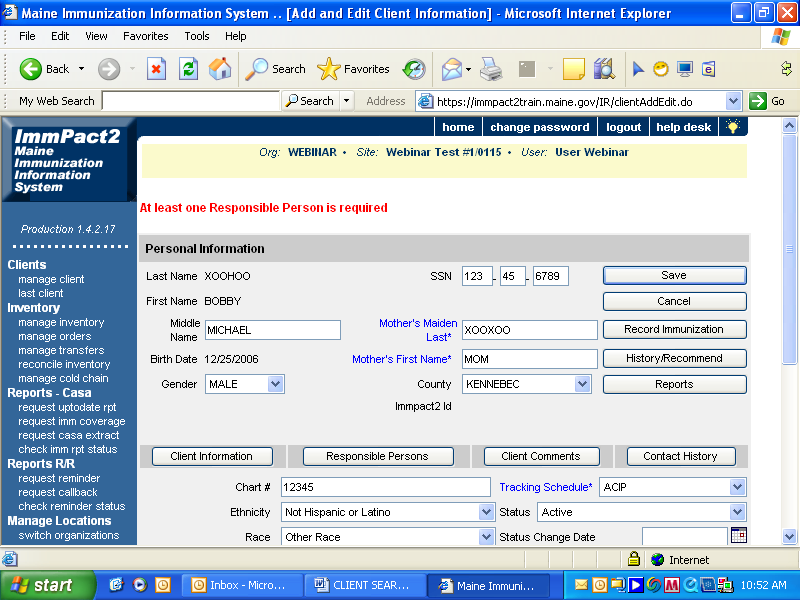 Maine Immunization Information System .. [Add and Edit Client Information] - Microsoft Internet Explorer
File Edit View Favorites Tools Help
Back Search Favorites
My Web Search Search Address https://immpact2train.maine.gov/IR/clientAddEdit.do Go
ImmPact2
Maine
Immunization
Information
System
home change password logout help desk
Org: WEBINAR • Site: Webinar Test #1/0115 • User: User Webinar
At least one Responsible Person is required
Production 1.4.2.17
Clients
manage client
last client
Inventory
manage inventory
manage orders
manage transfers
reconcile inventory
manage cold chain
Reports - Casa
request uptodate rpt
request imm coverage
request casa extract
check imm rpt status
Reports R/R
request reminder
request callback
check reminder status
Manage Locations
switch organizations
Personal Information
Last Name XOOHOO SSN 123 - 45 - 6789 Save
First Name BOBBY Cancel
Middle Name MICHAEL Mother's Maiden Last* XOOXOO Record Immunization
Birth Date 12/25/2006 Mother's First Name* MOM History/Recommend
Gender MALE County KENNEBEC Reports
Immpact2 Id
Client Information Responsible Persons Client Comments Contact History
Chart # 12345 Tracking Schedule* ACIP
Ethnicity Not Hispanic or Latino Status Active
Race Other Race Status Change Date
Internet
start Inbox - Micro... CLIENT SEAR... Maine Immuni... 10:52 AM